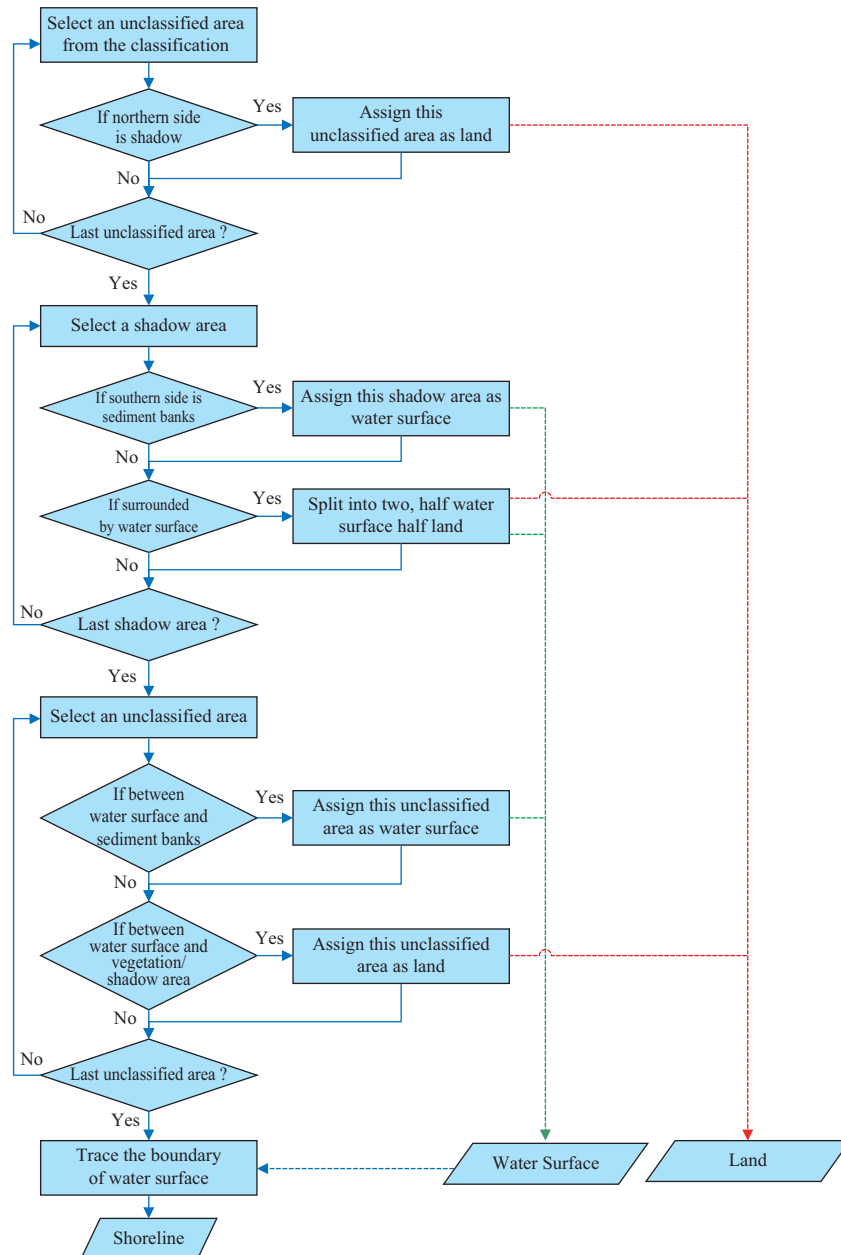 Select an unclassified area
from the classification
If northern side
is shadow
Yes
Assign this
unclassified area as land
No
No
Last unclassified area ?
Yes
Select a shadow area
If southern side is
sediment banks
Yes
Assign this shadow area as
water surface
No
If surrounded
by water surface
Yes
Split into two, half water
surface half land
No
No
Last shadow area ?
Yes
Select an unclassified area
If between
water surface and
sediment banks
Yes
Assign this unclassified
area as water surface
No
If between
water surface and
vegetation/
shadow area
Yes
Assign this unclassified
area as land
No
No
Last unclassified area ?
Yes
Trace the boundary
of water surface
Water Surface
Land
Shoreline